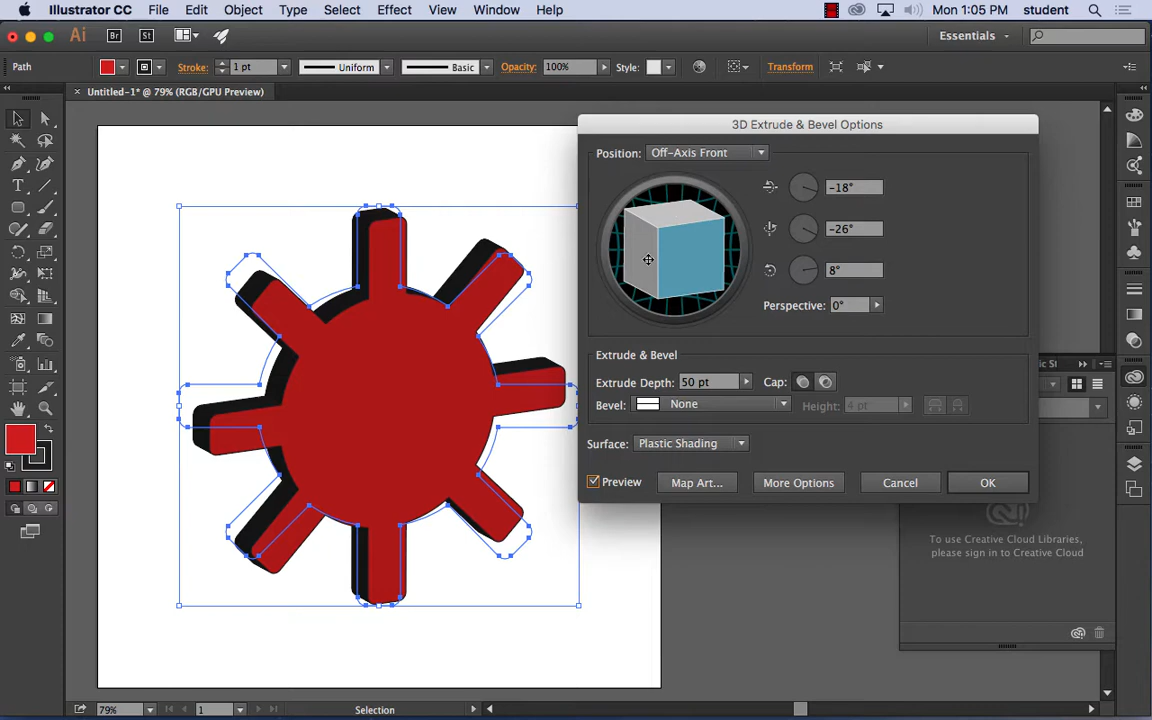 Illustrator CC File Edit Object Type Select Effect View Window Help Mon 1:05 PM student
Ai Br St Essentials
Path Stroke: 1 pt Uniform Basic Opacity: 100% Style: Transform
Untitled-1* @ 79% (RGB/GPU Preview)
3D Extrude & Bevel Options
Position: Off-Axis Front
-18°
-26°
8°
Perspective: 0°
Extrude & Bevel
Extrude Depth: 50 pt Cap:
Bevel: None Height: 4 pt
Surface: Plastic Shading
Preview Map Art... More Options Cancel OK
To use Creative Cloud Libraries,
please sign in to Creative Cloud
79% 1 Selection